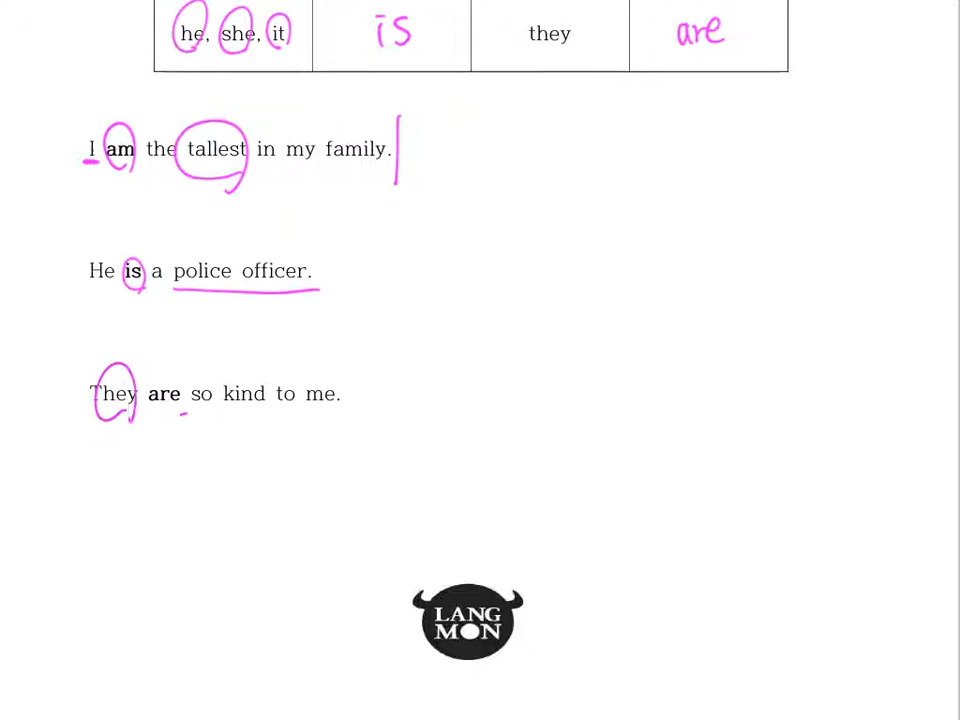 he, she, it is they are
I am the tallest in my family.
He is a police officer.
They are so kind to me.
LANG
MON